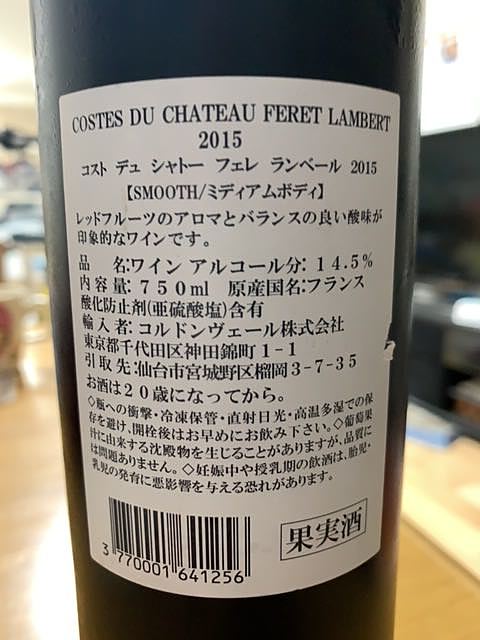 COSTES DU CHATEAU FERET LAMBERT
2015
コスト デュ シャトー フェレ ランベール 2015
【SMOOTH/ミディアムボディ】
レッドフルーツのアロマとバランスの良い酸味が
印象的なワインです。
品　　名:ワイン アルコール分: 14.5%
内 容 量: 750ml　原産国名:フランス
酸化防止剤(亜硫酸塩)含有
輸 入 者: コルドンヴェール株式会社
東京都千代田区神田錦町1-1
引 取 先:仙台市宮城野区榴岡3-7-35
お酒は20歳になってから。
◇瓶への衝撃・冷凍保管・直射日光・高温多湿での保
存を避け、開栓後はお早めにお飲み下さい。◇葡萄果
汁に由来する沈殿物を生じることがありますが、品質に
は問題ありません。◇妊娠中や授乳期の飲酒は、胎児・
乳児の発育に悪影響を与える恐れがあります。
果実酒
3 770001 641256